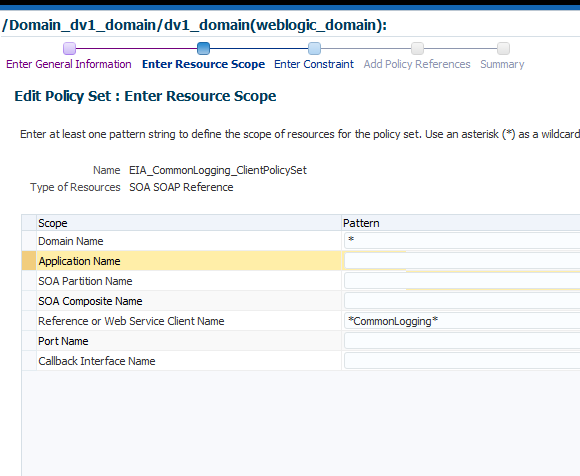 /Domain_dv1_domain/dv1_domain(weblogic_domain):
Enter General Information Enter Resource Scope Enter Constraint Add Policy References Summary
Edit Policy Set : Enter Resource Scope
Enter at least one pattern string to define the scope of resources for the policy set. Use an asterisk (*) as a wildcard
Name EIA_CommonLogging_ClientPolicySet
Type of Resources SOA SOAP Reference
Scope Pattern
Domain Name *
Application Name
SOA Partition Name
SOA Composite Name
Reference or Web Service Client Name *CommonLogging*
Port Name
Callback Interface Name